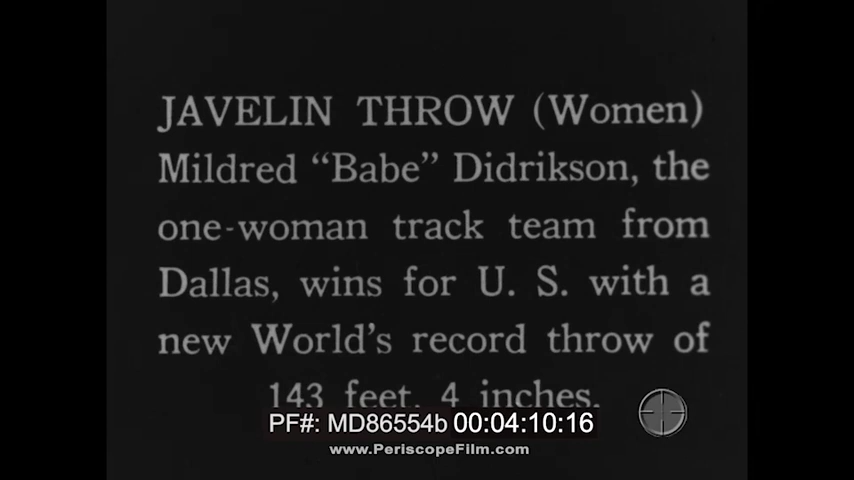 JAVELIN THROW (Women)
Mildred “Babe” Didrikson, the
one-woman track team from
Dallas, wins for U. S. with a
new World’s record throw of
143 feet, 4 inches.
PF#: MD86554b 00:04:10:16
www.PeriscopeFilm.com